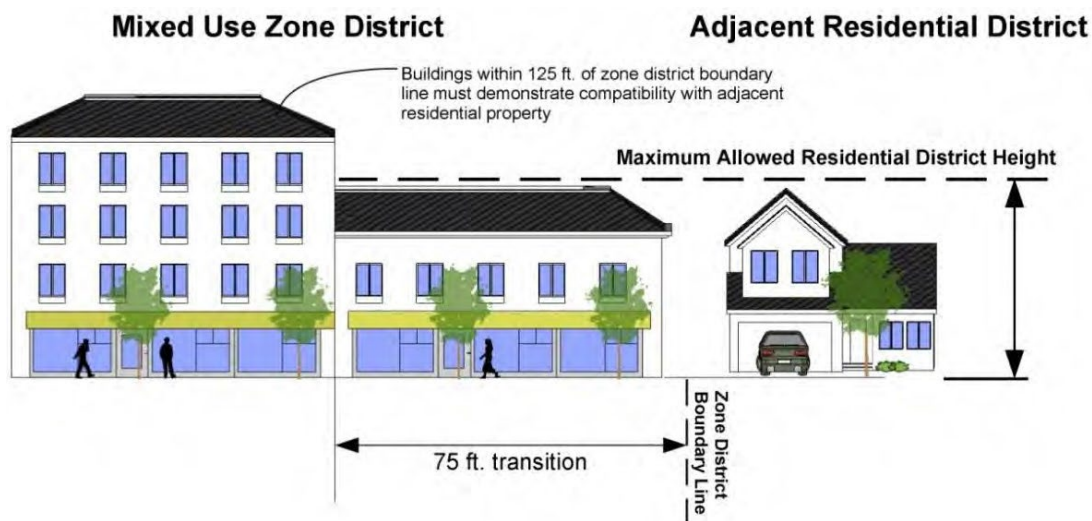 Mixed Use Zone District
Adjacent Residential District
Buildings within 125 ft. of zone district boundary
line must demonstrate compatibility with adjacent
residential property
Maximum Allowed Residential District Height
75 ft. transition
Zone District
Boundary Line